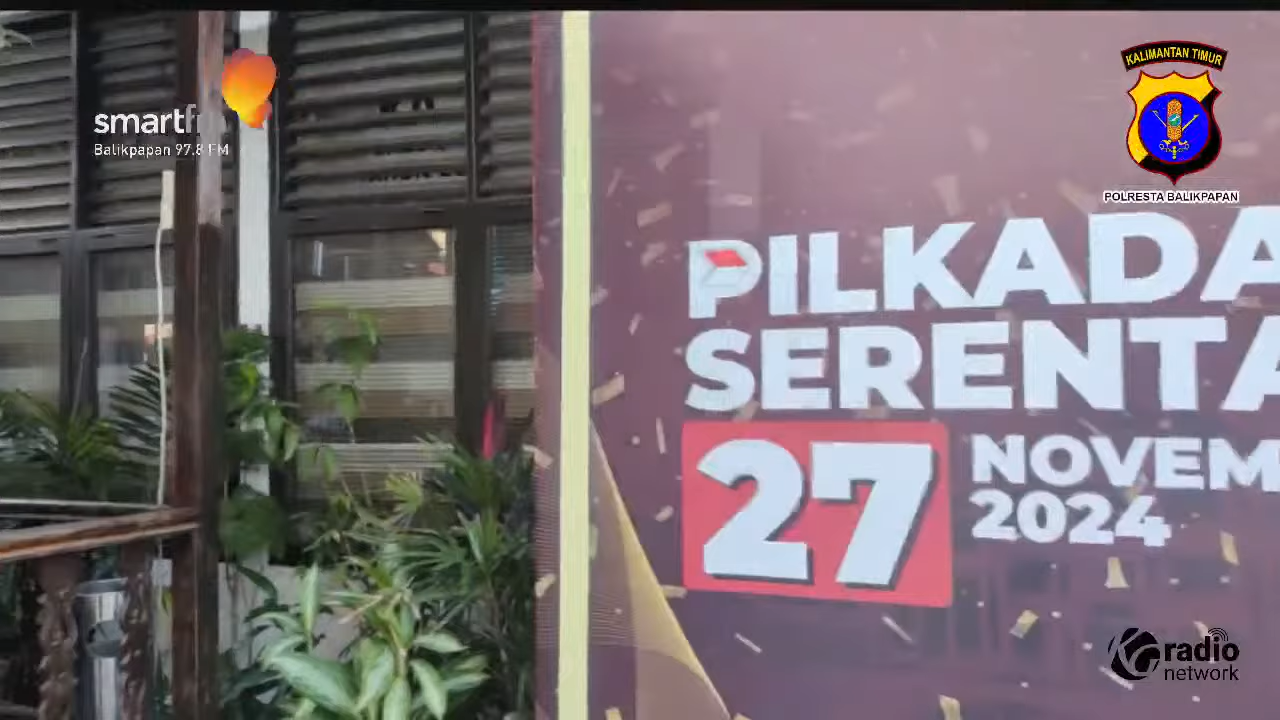 smartfm
Balikpapan 97.8 FM
KALIMANTAN TIMUR
POLRESTA BALIKPAPAN
PILKADA
SERENTA
27
NOVEM
2024
radio
network